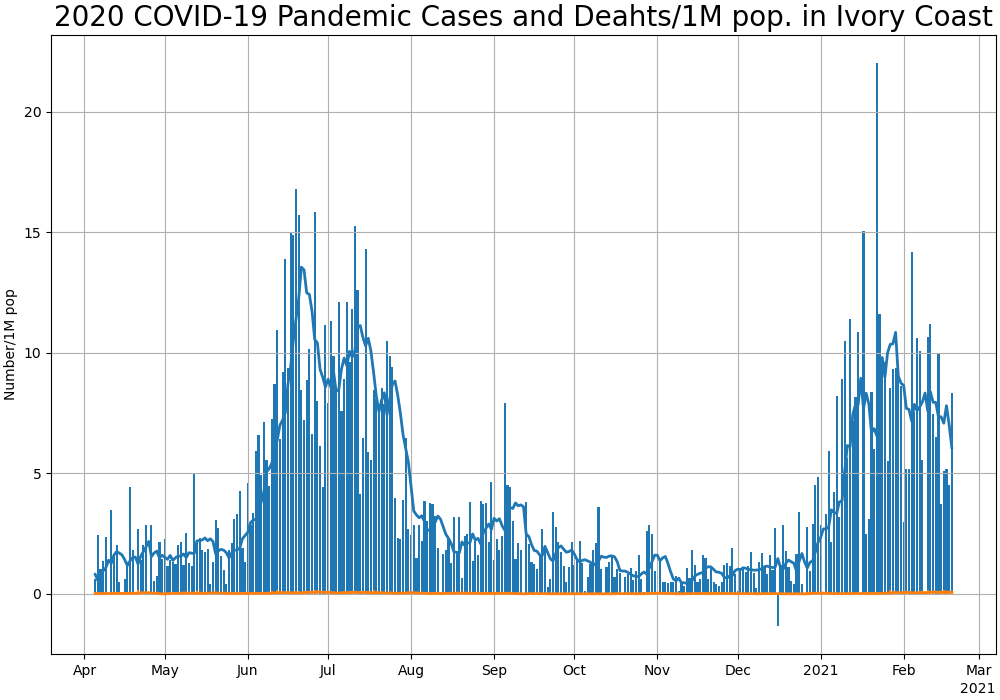 2020 COVID-19 Pandemic Cases and Deahts/1M pop. in Ivory Coast
Number/1M pop
20
15
10
5
0
Apr May Jun Jul Aug Sep Oct Nov Dec 2021 Feb Mar
2021